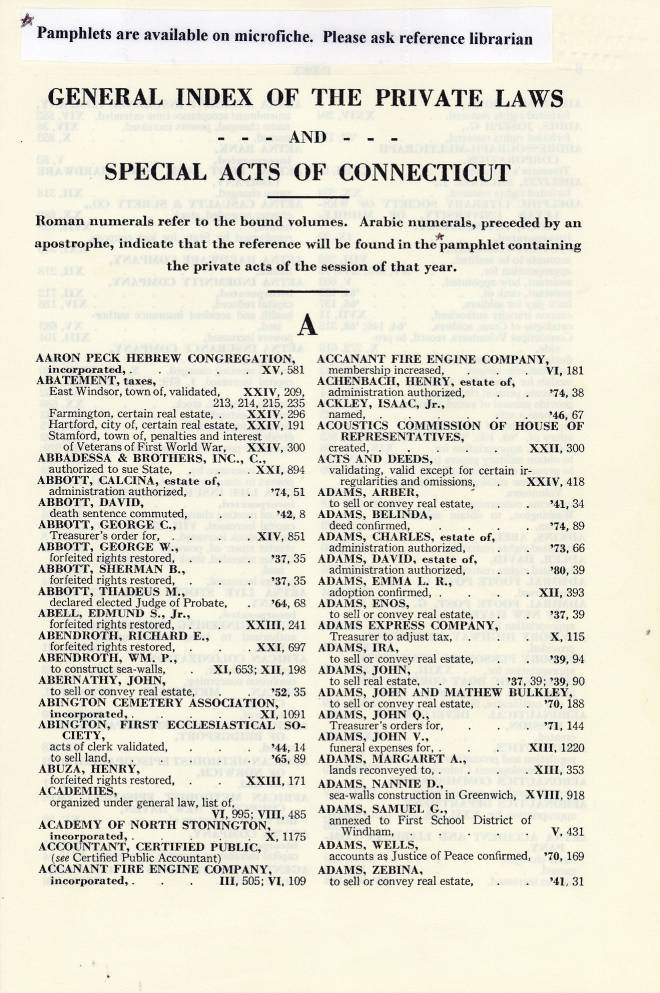 * Pamphlets are available on microfiche. Please ask reference librarian
GENERAL INDEX OF THE PRIVATE LAWS
- - - AND - - -
SPECIAL ACTS OF CONNECTICUT
Roman numerals refer to the bound volumes. Arabic numerals, preceded by an
apostrophe, indicate that the reference will be found in the *pamphlet containing
the private acts of the session of that year.
A
AARON PECK HEBREW CONGREGATION,
incorporated, . . . . . XV, 581
ABATEMENT, taxes,
East Windsor, town of, validated, XXIV, 209,
213, 214, 215, 235
Farmington, certain real estate, . XXIV, 296
Hartford, city of, certain real estate, XXIV, 191
Stamford, town of, penalties and interest
of Veterans of First World War, XXIV, 300
ABBADESSA & BROTHERS, INC., C.,
authorized to sue State, . . . XXI, 894
ABBOTT, CALCINA, estate of,
administration authorized, . . '74, 51
ABBOTT, DAVID,
death sentence commuted, . . '42, 8
ABBOTT, GEORGE C.,
Treasurer's order for, . . . XIV, 851
ABBOTT, GEORGE W.,
forfeited rights restored, . . . '37, 35
ABBOTT, SHERMAN B.,
forfeited rights restored, . . . '37, 35
ABBOTT, THADEUS M.,
declared elected Judge of Probate, . '64, 68
ABELL, EDMUND S., Jr.,
forfeited rights restored, . . XXIII, 241
ABENDROTH, RICHARD E.,
forfeited rights restored, . . . XXI, 697
ABENDROTH, WM. P.,
to construct sea-walls, . XI, 653; XII, 198
ABERNATHY, JOHN,
to sell or convey real estate, . . '52, 35
ABINGTON CEMETERY ASSOCIATION,
incorporated, . . . . . XI, 1091
ABINGTON, FIRST ECCLESIASTICAL SO-
CIETY,
acts of clerk validated, . . . '44, 14
to sell land, . . . . . '65, 89
ABUZA, HENRY,
forfeited rights restored, . . XXIII, 171
ACADEMIES,
organized under general law, list of,
VI, 995; VIII, 485
ACADEMY OF NORTH STONINGTON,
incorporated, . . . . . X, 1175
ACCOUNTANT, CERTIFIED PUBLIC,
(see Certified Public Accountant)
ACCANANT FIRE ENGINE COMPANY,
incorporated, . . . III, 505; VI, 109
ACCANANT FIRE ENGINE COMPANY,
membership increased, . . . VI, 181
ACHENBACH, HENRY, estate of,
administration authorized, . . '74, 38
ACKLEY, ISAAC, Jr.,
named, . . . . . '46, 67
ACOUSTICS COMMISSION OF HOUSE OF
REPRESENTATIVES,
created, . . . . . XXII, 300
ACTS AND DEEDS,
validating, valid except for certain ir-
regularities and omissions, . XXIV, 418
ADAMS, ARBER,
to sell or convey real estate, . . '41, 34
ADAMS, BELINDA,
deed confirmed, . . . . '74, 89
ADAMS, CHARLES, estate of,
administration authorized, . . '73, 66
ADAMS, DAVID, estate of,
administration authorized, . . '80, 39
ADAMS, EMMA L. R.,
adoption confirmed, . . . . XII, 393
ADAMS, ENOS,
to sell or convey real estate, . . '37, 39
ADAMS EXPRESS COMPANY,
Treasurer to adjust tax, . . . X, 115
ADAMS, IRA,
to sell or convey real estate, . . '39, 94
ADAMS, JOHN,
to sell real estate, . . '37, 39; '39, 90
ADAMS, JOHN AND MATHEW BULKLEY,
to sell or convey real estate, . . '70, 188
ADAMS, JOHN Q.,
Treasurer's orders for, . . . '71, 144
ADAMS, JOHN V.,
funeral expenses for, . . . XIII, 1220
ADAMS, MARGARET A.,
lands reconveyed to, . . . . XIII, 353
ADAMS, NANNIE D.,
sea-walls construction in Greenwich, XVIII, 918
ADAMS, SAMUEL G.,
annexed to First School District of
Windham, . . . . . V, 431
ADAMS, WELLS,
accounts as Justice of Peace confirmed, '70, 169
ADAMS, ZEBINA,
to sell or convey real estate, . . '41, 31